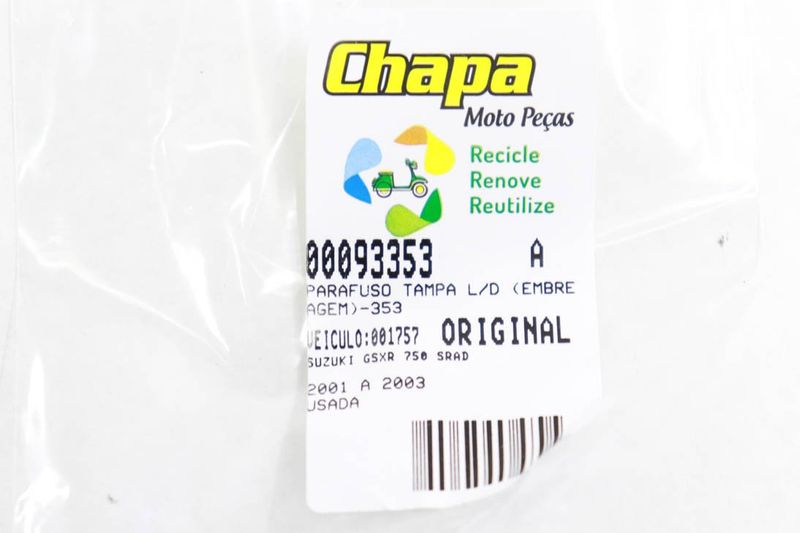 Chapa
Moto Peças
Recicle
Renove
Reutilize
00093353 A
PARAFUSO TAMPA L/D (EMBRE
AGEM)-353
VEICULO:001757 ORIGINAL
SUZUKI GSXR 750 SRAD
2001 A 2003
USADA